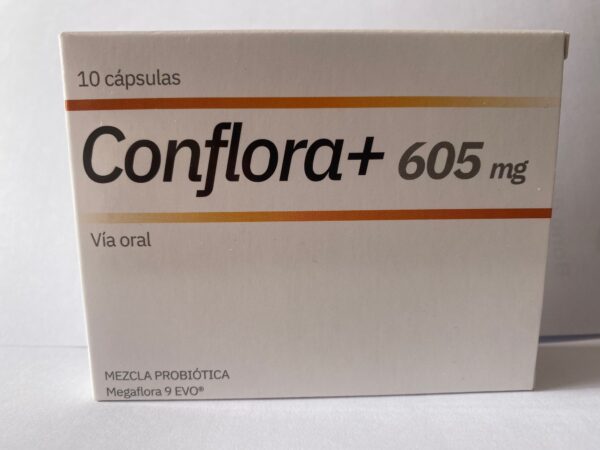 10 cápsulas
Conflora+ 605 mg
Vía oral
MEZCLA PROBIÓTICA
Megaflora 9 EVO®